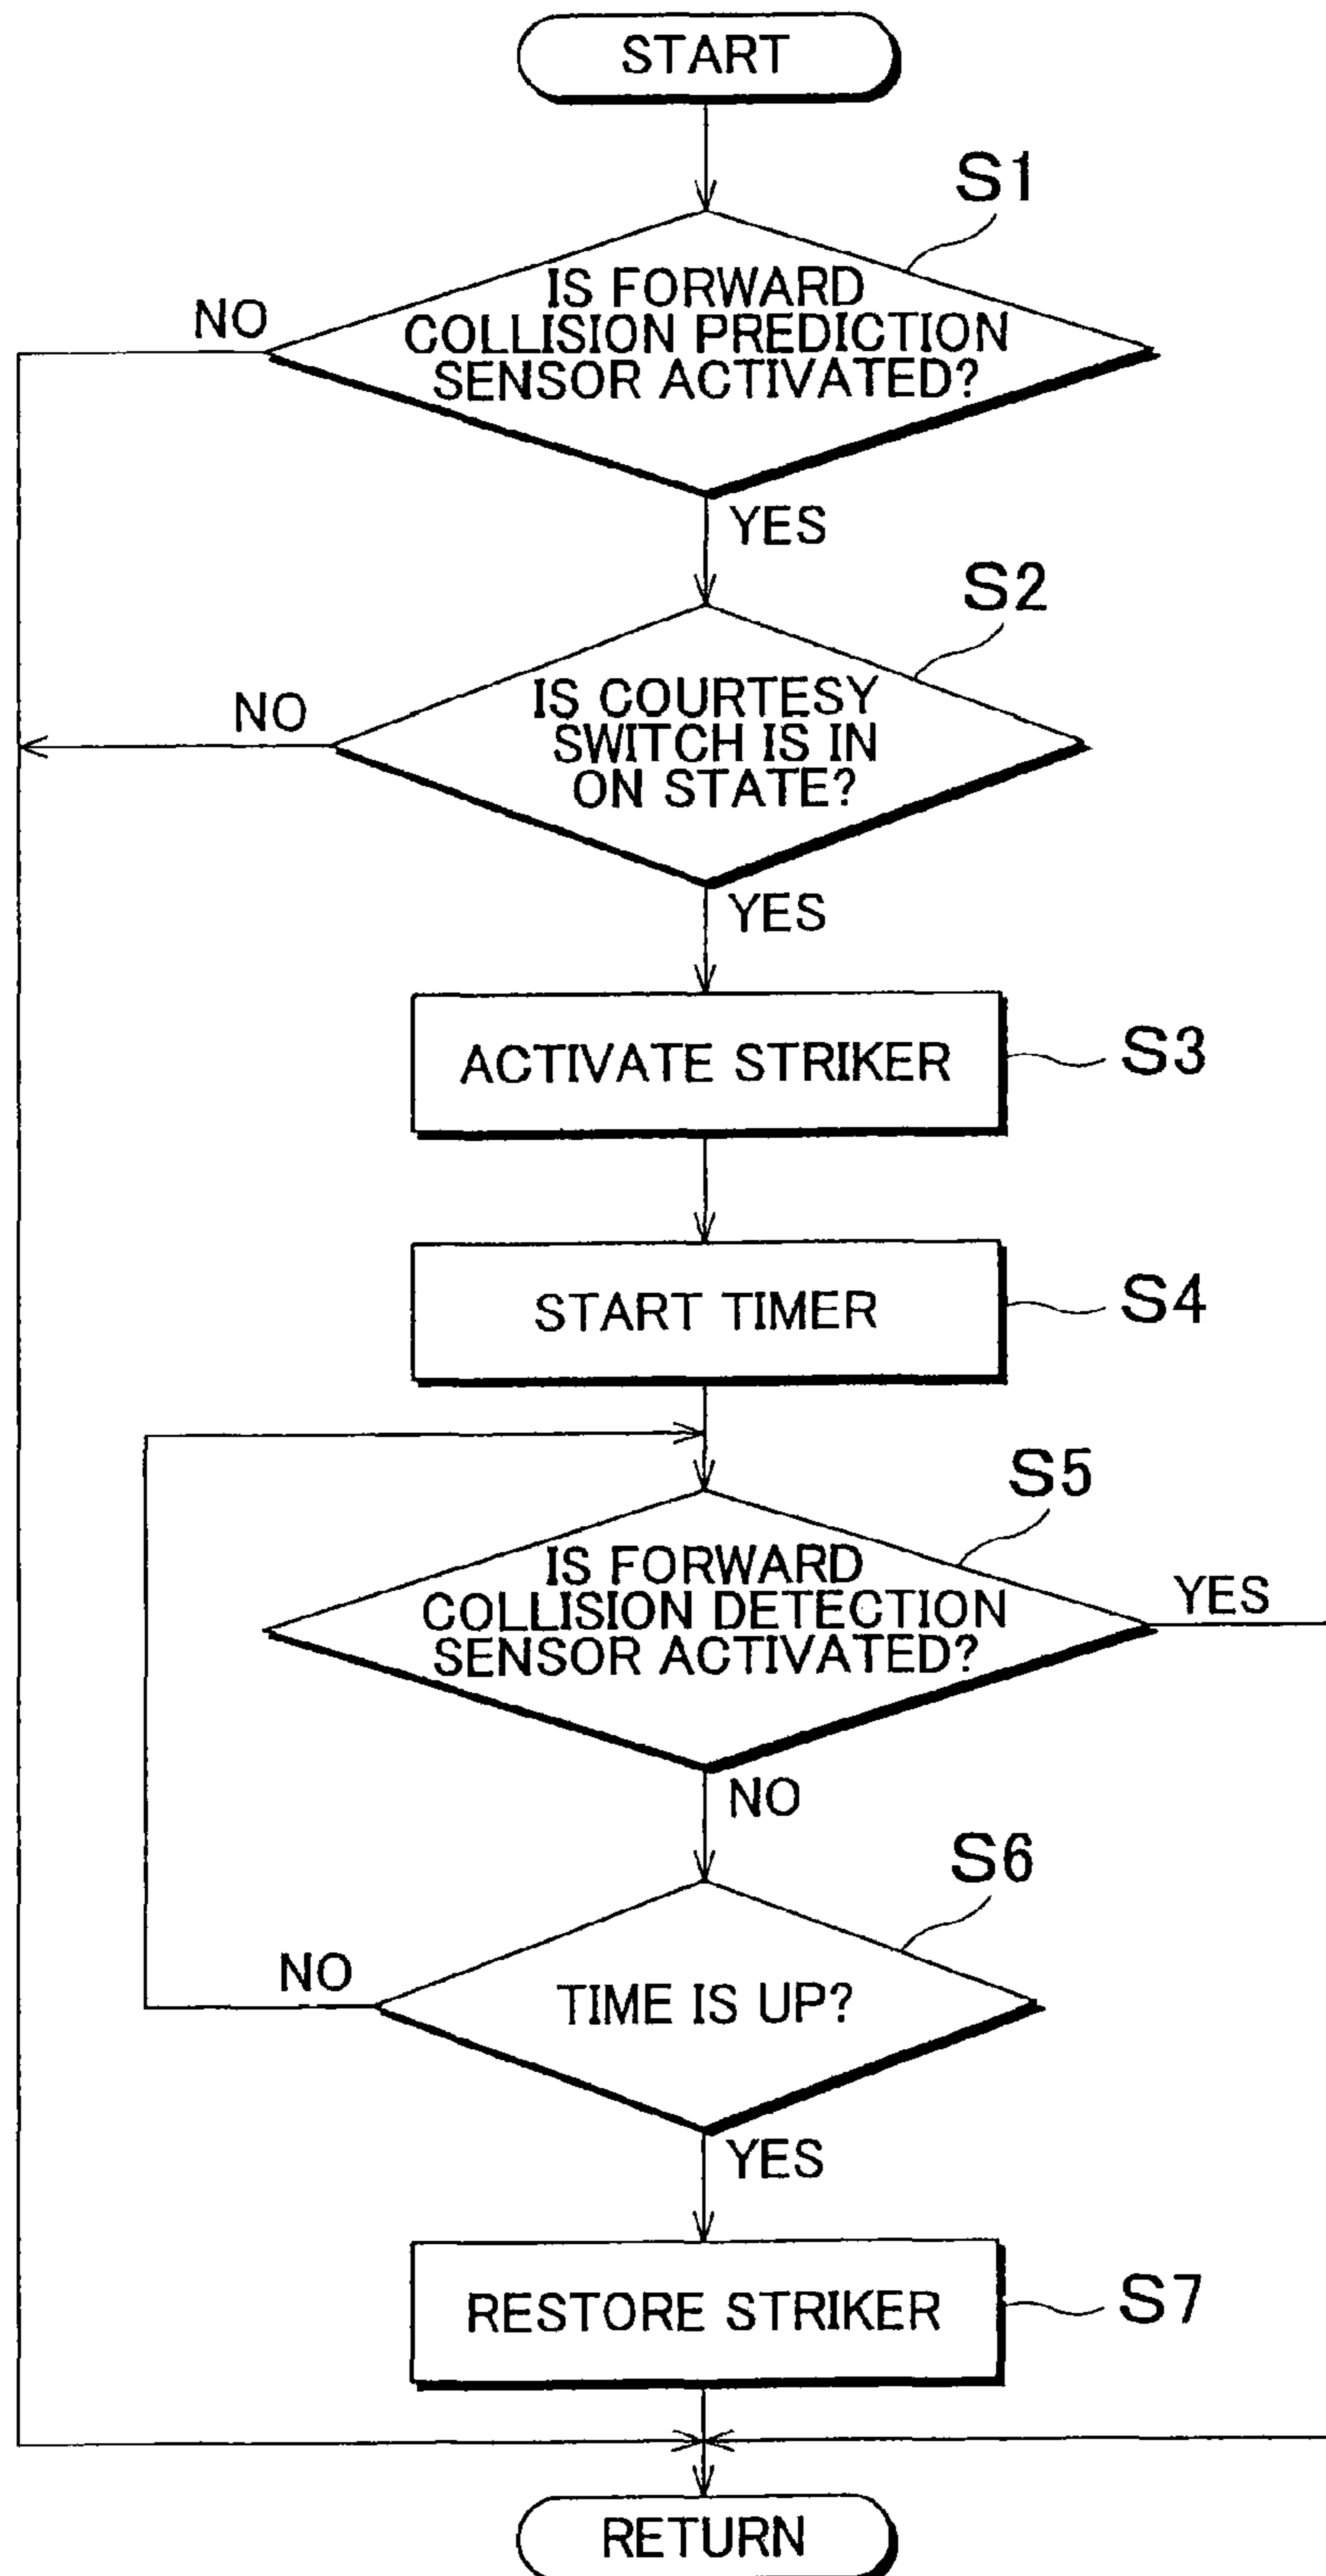 START
S1
IS FORWARD
COLLISION PREDICTION
SENSOR ACTIVATED?
NO
YES
S2
IS COURTESY
SWITCH IS IN
ON STATE?
NO
YES
ACTIVATE STRIKER
S3
START TIMER
S4
S5
IS FORWARD
COLLISION DETECTION
SENSOR ACTIVATED?
YES
NO
S6
TIME IS UP?
NO
YES
RESTORE STRIKER
S7
RETURN